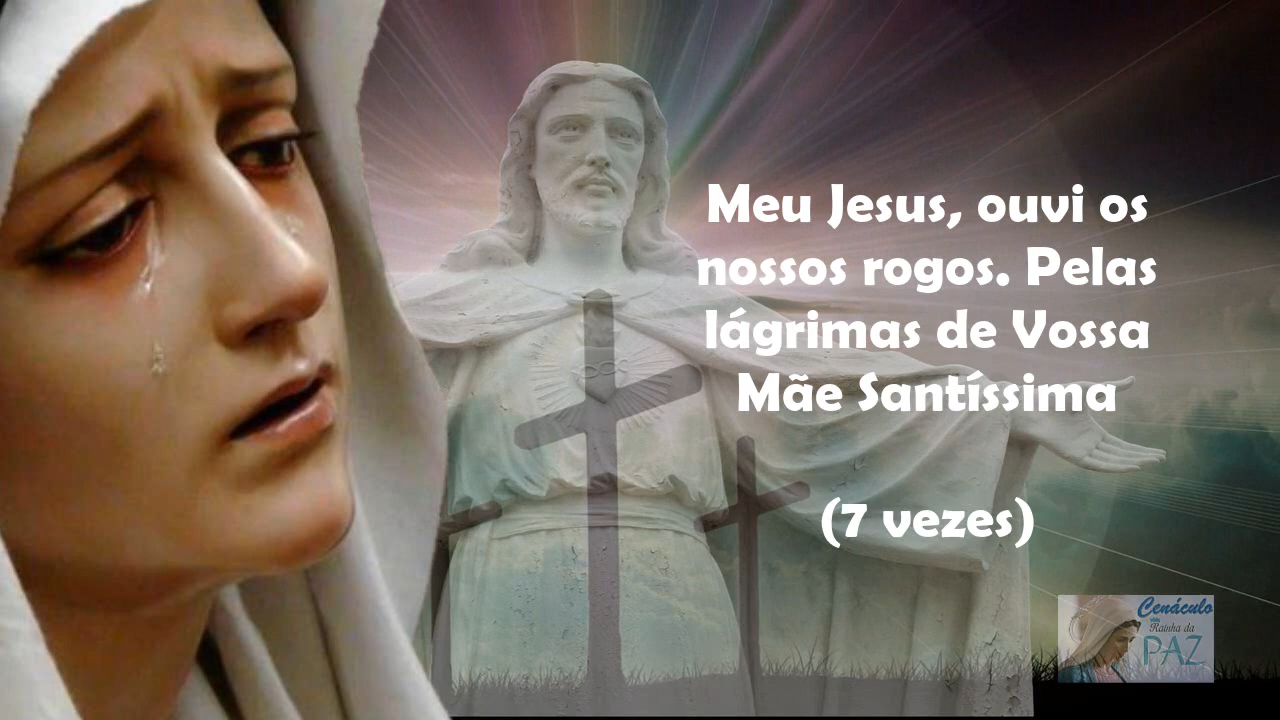 Meu Jesus, ouvi os
nossos rogos. Pelas
lágrimas de Vossa
Mãe Santíssima
(7 vezes)
Cenáculo
Rainha da
PAZ